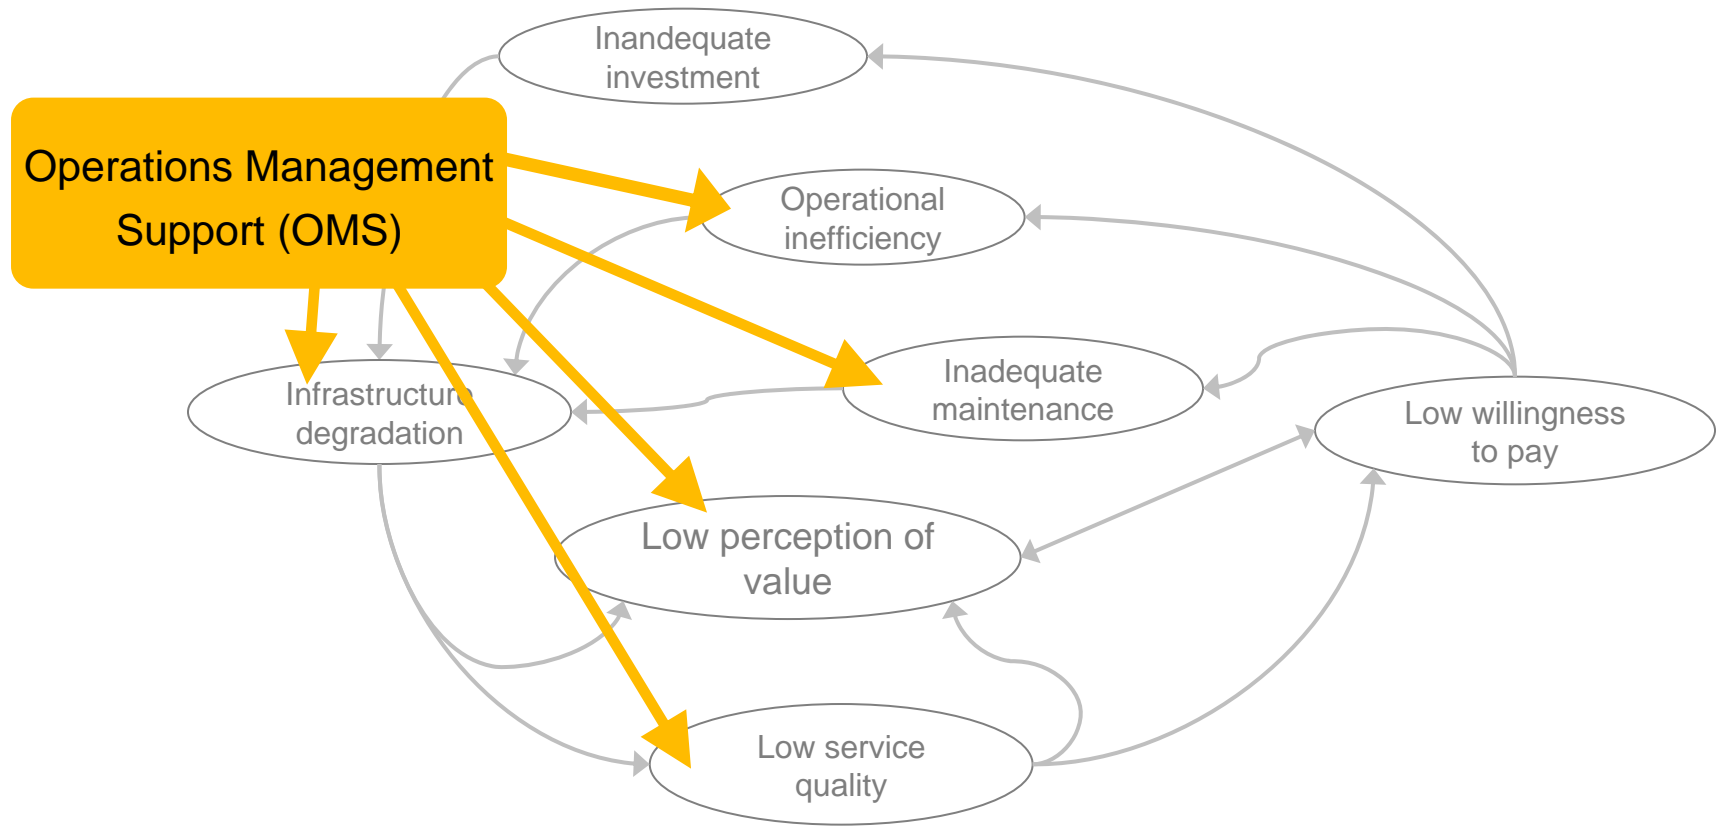 Inandequate
investment
Operations Management
Support (OMS)
Operational
inefficiency
Inadequate
maintenance
Infrastructure
degradation
Low willingness
to pay
Low perception of
value
Low service
quality